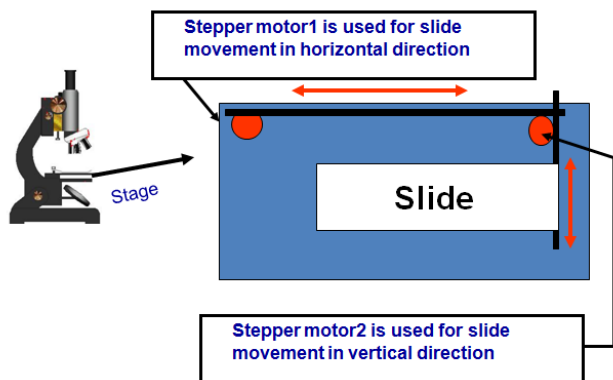 Stepper motor1 is used for slide
movement in horizontal direction
Stage
Slide
Stepper motor2 is used for slide
movement in vertical direction